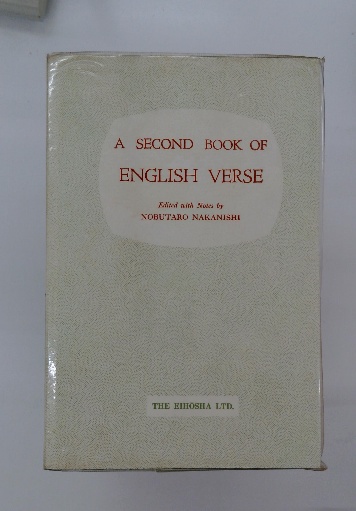 A SECOND BOOK OF
ENGLISH VERSE
Edited with Notes by
NOBUTARO NAKANISHI
THE EIHOSHA LTD.